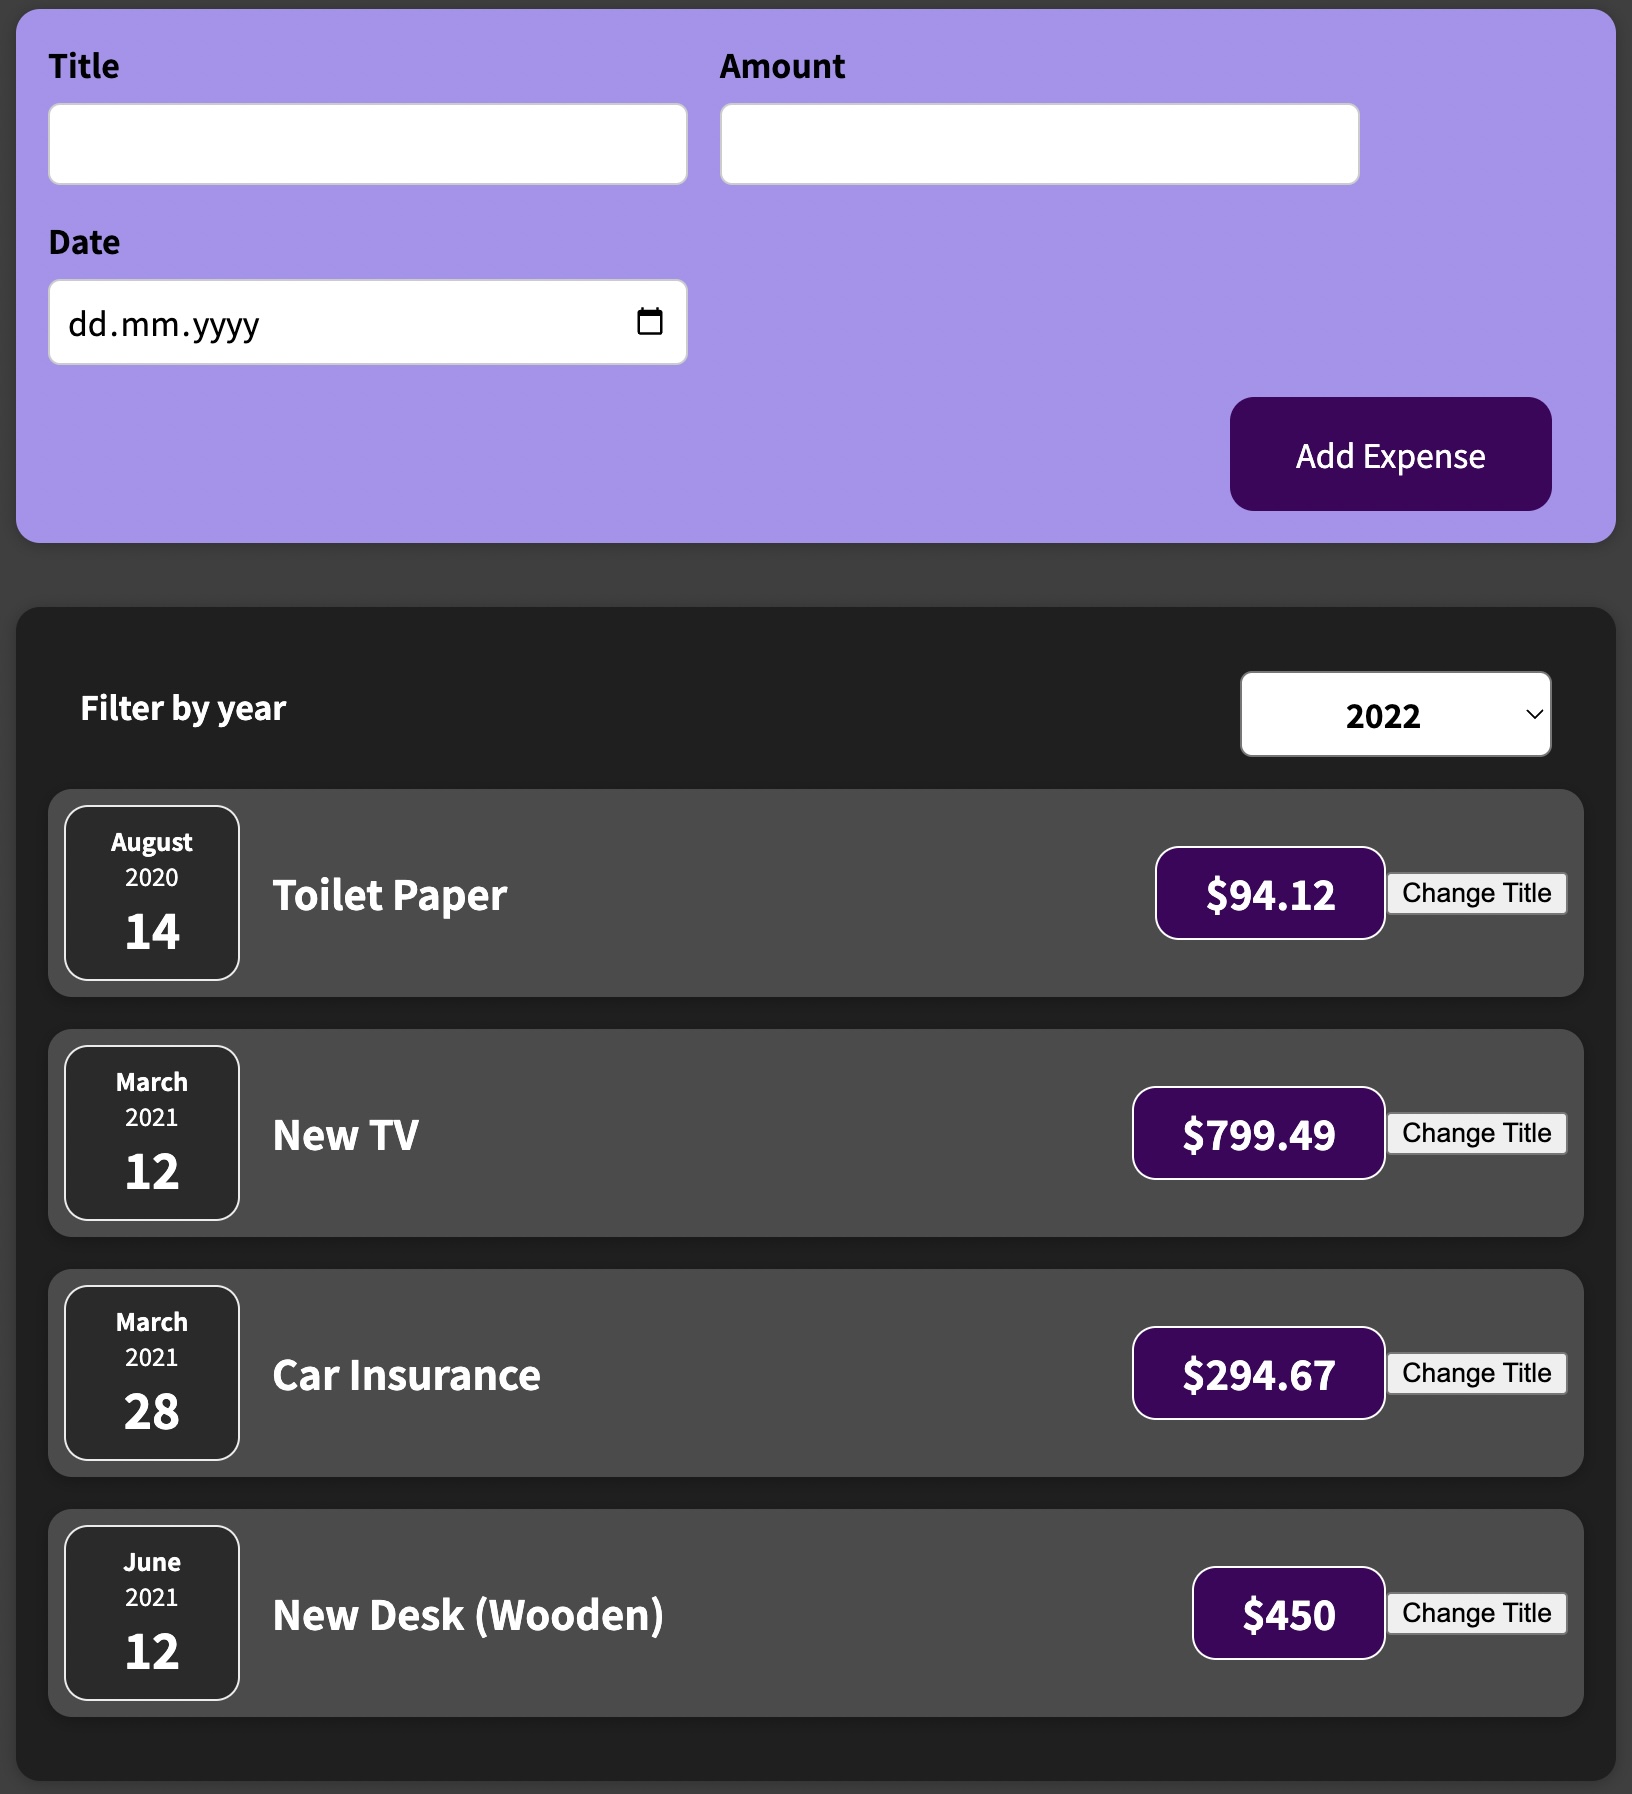 Title
Amount
Date
dd.mm.yyyy
Add Expense
Filter by year
2022
August
2020
14
Toilet Paper
$94.12
Change Title
March
2021
12
New TV
$799.49
Change Title
March
2021
28
Car Insurance
$294.67
Change Title
June
2021
12
New Desk (Wooden)
$450
Change Title